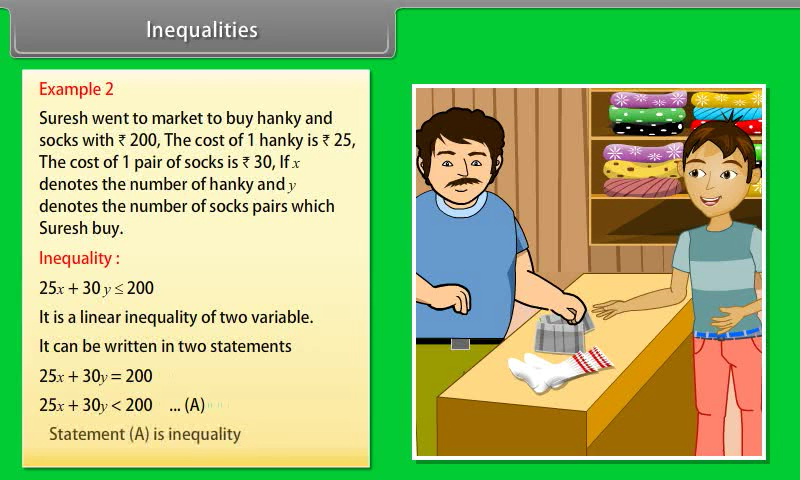 Inequalities
Example 2
Suresh went to market to buy hanky and
socks with ₹ 200, The cost of 1 hanky is ₹ 25,
The cost of 1 pair of socks is ₹ 30, If x
denotes the number of hanky and y
denotes the number of socks pairs which
Suresh buy.
Inequality :
25x + 30 y ≤ 200
It is a linear inequality of two variable.
It can be written in two statements
25x + 30y = 200
25x + 30y < 200 ... (A)
Statement (A) is inequality